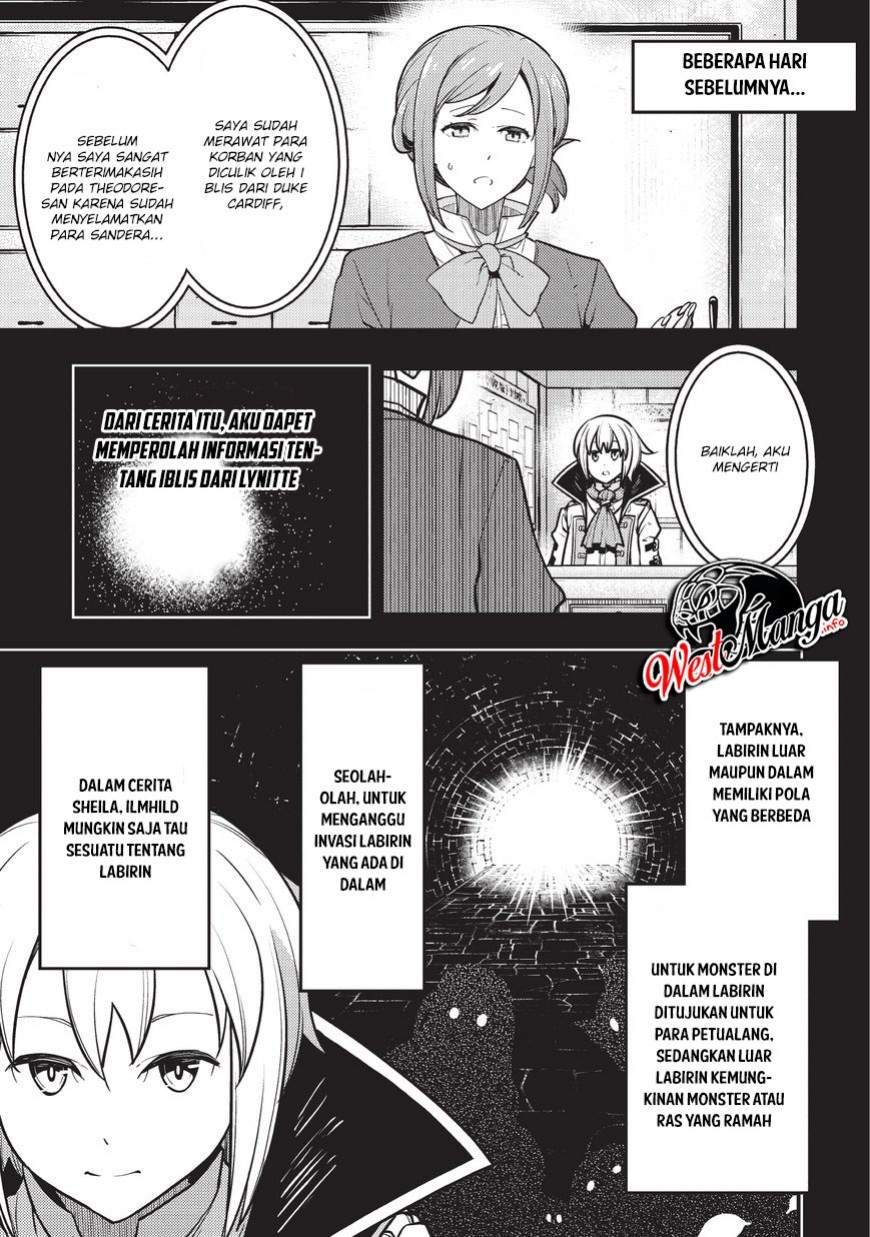 BEBERAPA HARI
SEBELUMNYA...
SAYA SUDAH
MERAWAT PARA
KORBAN YANG
DICULIK OLEH I
BLIS DARI DUKE
CARDIFF,
SEBELUM
NYA SAYA SANGAT
BERTERIMAKASIH
PADA THEODORE-
SAN KARENA SUDAH
MENYELAMATKAN
PARA SANDERA...
BAIKLAH, AKU
MENGERTI
DARI CERITA ITU, AKU DAPET
MEMPEROLAH INFORMASI TEN-
TANG IBLIS DARI LYNITTE
WestManga
.info
TAMPAKNYA,
LABIRIN LUAR
MAUPUN DALAM
MEMILIKI POLA
YANG BERBEDA
UNTUK MONSTER DI
DALAM LABIRIN
DITUJUKAN UNTUK
PARA PETUALANG,
SEDANGKAN LUAR
LABIRIN KEMUNG-
KINAN MONSTER ATAU
RAS YANG RAMAH
SEOLAH-
OLAH, UNTUK
MENGANGGU
INVASI LABIRIN
YANG ADA DI
DALAM
DALAM CERITA
SHEILA, ILMHILD
MUNGKIN SAJA TAU
SESUATU TENTANG
LABIRIN